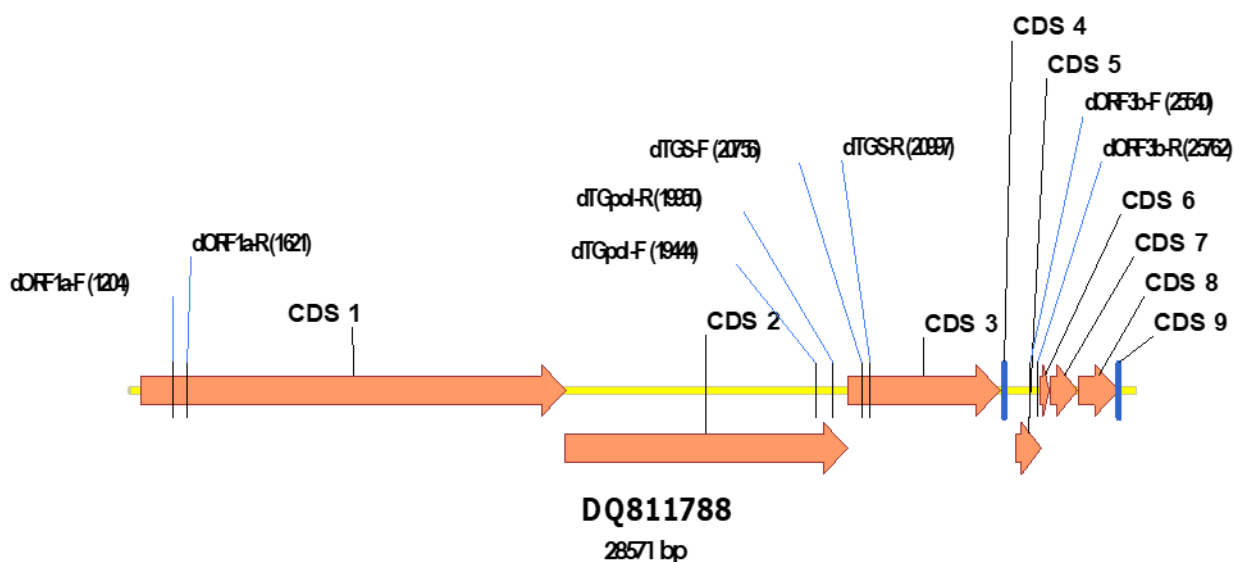 CDS 4
CDS 5
dORF3b-F (25540)
dTGS-F (20756)
dTGS-R (20997)
dORF3b-R (25762)
dTGpol-R (19950)
CDS 6
dORF1a-R (1621)
dTGpol-F (19444)
CDS 7
dORF1a-F (1204)
CDS 8
CDS 1
CDS 2
CDS 3
CDS 9
DQ811788
28571 bp